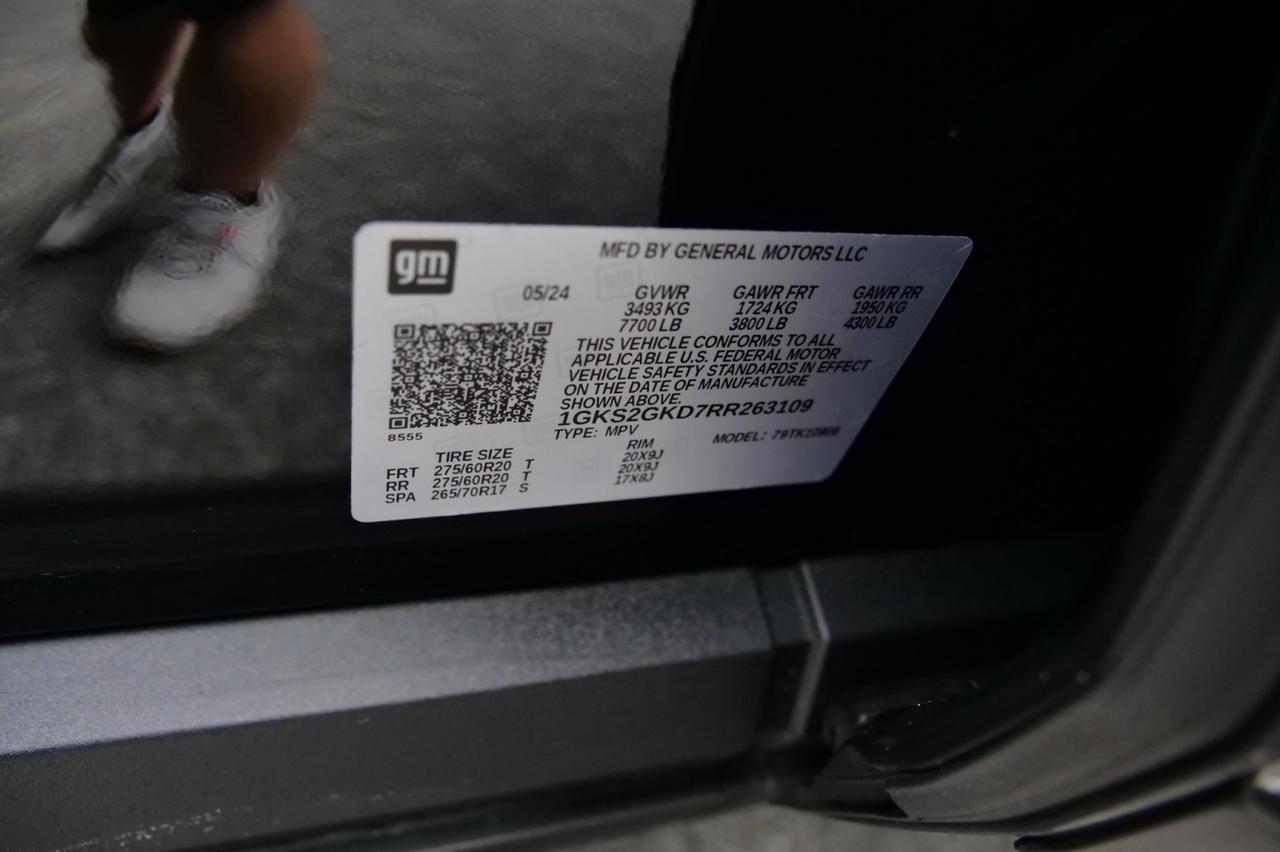 gm
MFD BY GENERAL MOTORS LLC
05/24 GVWR GAWR FRT GAWR RR
3493 KG 1724 KG 1950 KG
7700 LB 3800 LB 4300 LB
THIS VEHICLE CONFORMS TO ALL
APPLICABLE U.S. FEDERAL MOTOR
VEHICLE SAFETY STANDARDS IN EFFECT
ON THE DATE OF MANUFACTURE
SHOWN ABOVE.
1GKS2GKD7RR263109
8555 TYPE: MPV MODEL:
TIRE SIZE RIM
FRT 275/60R20 T 20X9J
RR 275/60R20 T 20X9J
SPA 265/70R17 S 17X8J